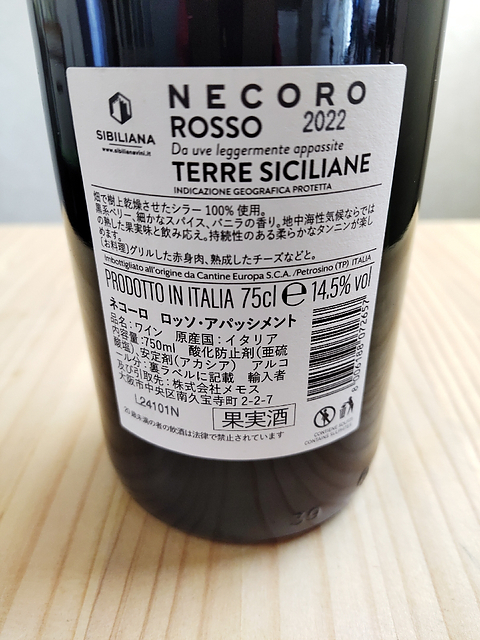 SIBILIANA
www.sibilianavini.it
NECORO
ROSSO 2022
Da uve leggermente appassite
TERRE SICILIANE
INDICAZIONE GEOGRAFICA PROTETTA
畑で樹上乾燥させたシラー100%使用。
黒系ベリー、細かなスパイス、バニラの香り。地中海性気候ならでは
の熟した果実味と飲み応え。持続性のある柔らかなタンニンが楽し
めます。
(お料理)グリルした赤身肉、熟成したチーズなどと。
Imbottigliato all'origine da Cantine Europa S.C.A./Petrosino (TP) ITALIA
PRODOTTO IN ITALIA 75cl e 14,5% vol
ネコーロ ロッソ・アパッシメント
品名:ワイン 原産国:イタリア
内容量:750ml 酸化防止剤(亜硫
酸塩)、安定剤(アカシア) アルコ
ール分:裏ラベルに記載 輸入者
及び引取先:株式会社メモス
大阪市中央区南久宝寺町2-2-7
L24101N
果実酒
20歳未満の者の飲酒は法律で禁止されています
8 006185 072657
CONTIENE SOLFITI
CONTAINS SULPHITES